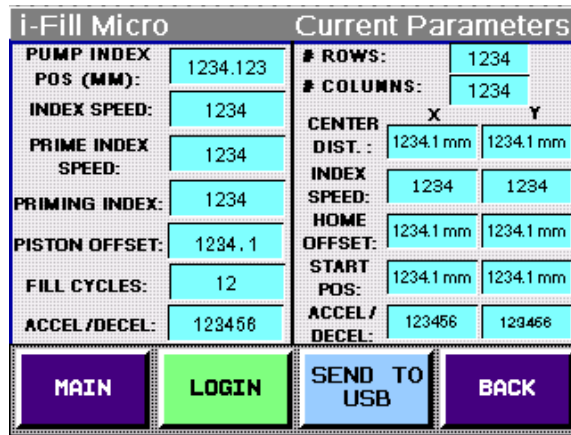 i-Fill Micro
Current Parameters
PUMP INDEX
POS (MM):
1234.123
INDEX SPEED:
1234
PRIME INDEX
SPEED:
1234
PRIMING INDEX:
1234
PISTON OFFSET:
1234.1
FILL CYCLES:
12
ACCEL/DECEL:
123456
# ROWS:
1234
# COLUMNS:
1234
X Y
CENTER
DIST. :
1234.1 mm 1234.1 mm
INDEX
SPEED:
1234 1234
HOME
OFFSET:
1234.1 mm 1234.1 mm
START
POS:
1234.1 mm 1234.1 mm
ACCEL/
DECEL:
123456 123456
MAIN
LOGIN
SEND TO
USB
BACK